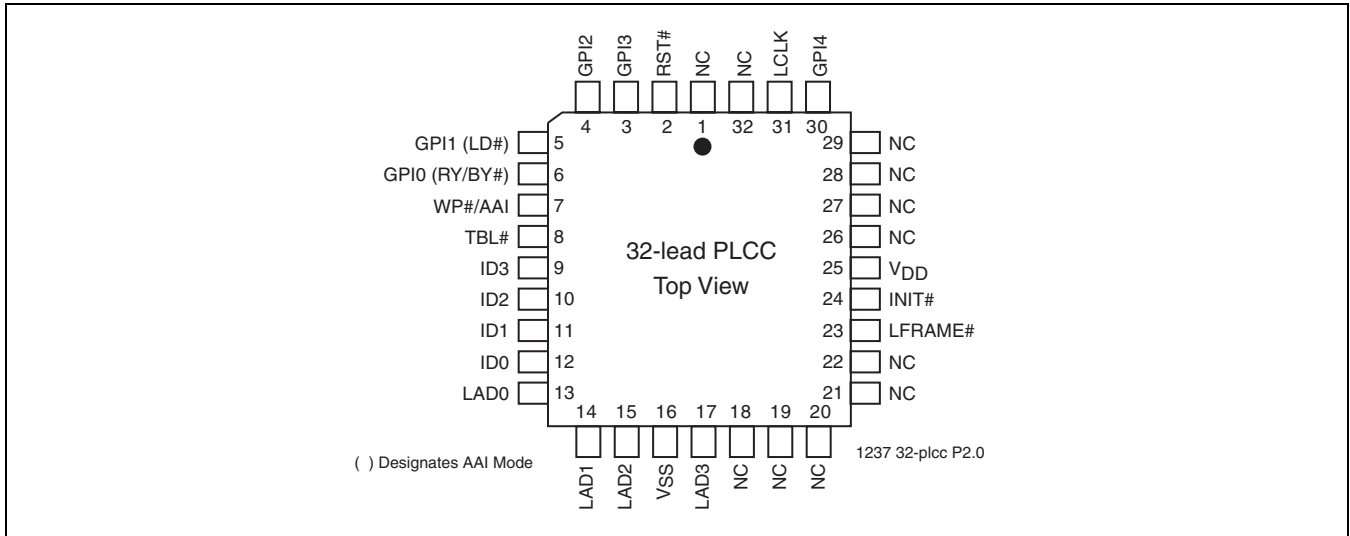 GPI2
GPI3
RST#
NC
NC
LCLK
GPI4
4
3
2
1
32
31
30
GPI1 (LD#) 5
GPI0 (RY/BY#) 6
WP#/AAI 7
TBL# 8
ID3 9
ID2 10
ID1 11
ID0 12
LAD0 13
32-lead PLCC
Top View
29 NC
28 NC
27 NC
26 NC
25 VDD
24 INIT#
23 LFRAME#
22 NC
21 NC
14
15
16
17
18
19
20
LAD1
LAD2
VSS
LAD3
NC
NC
NC
( ) Designates AAI Mode
1237 32-plcc P2.0